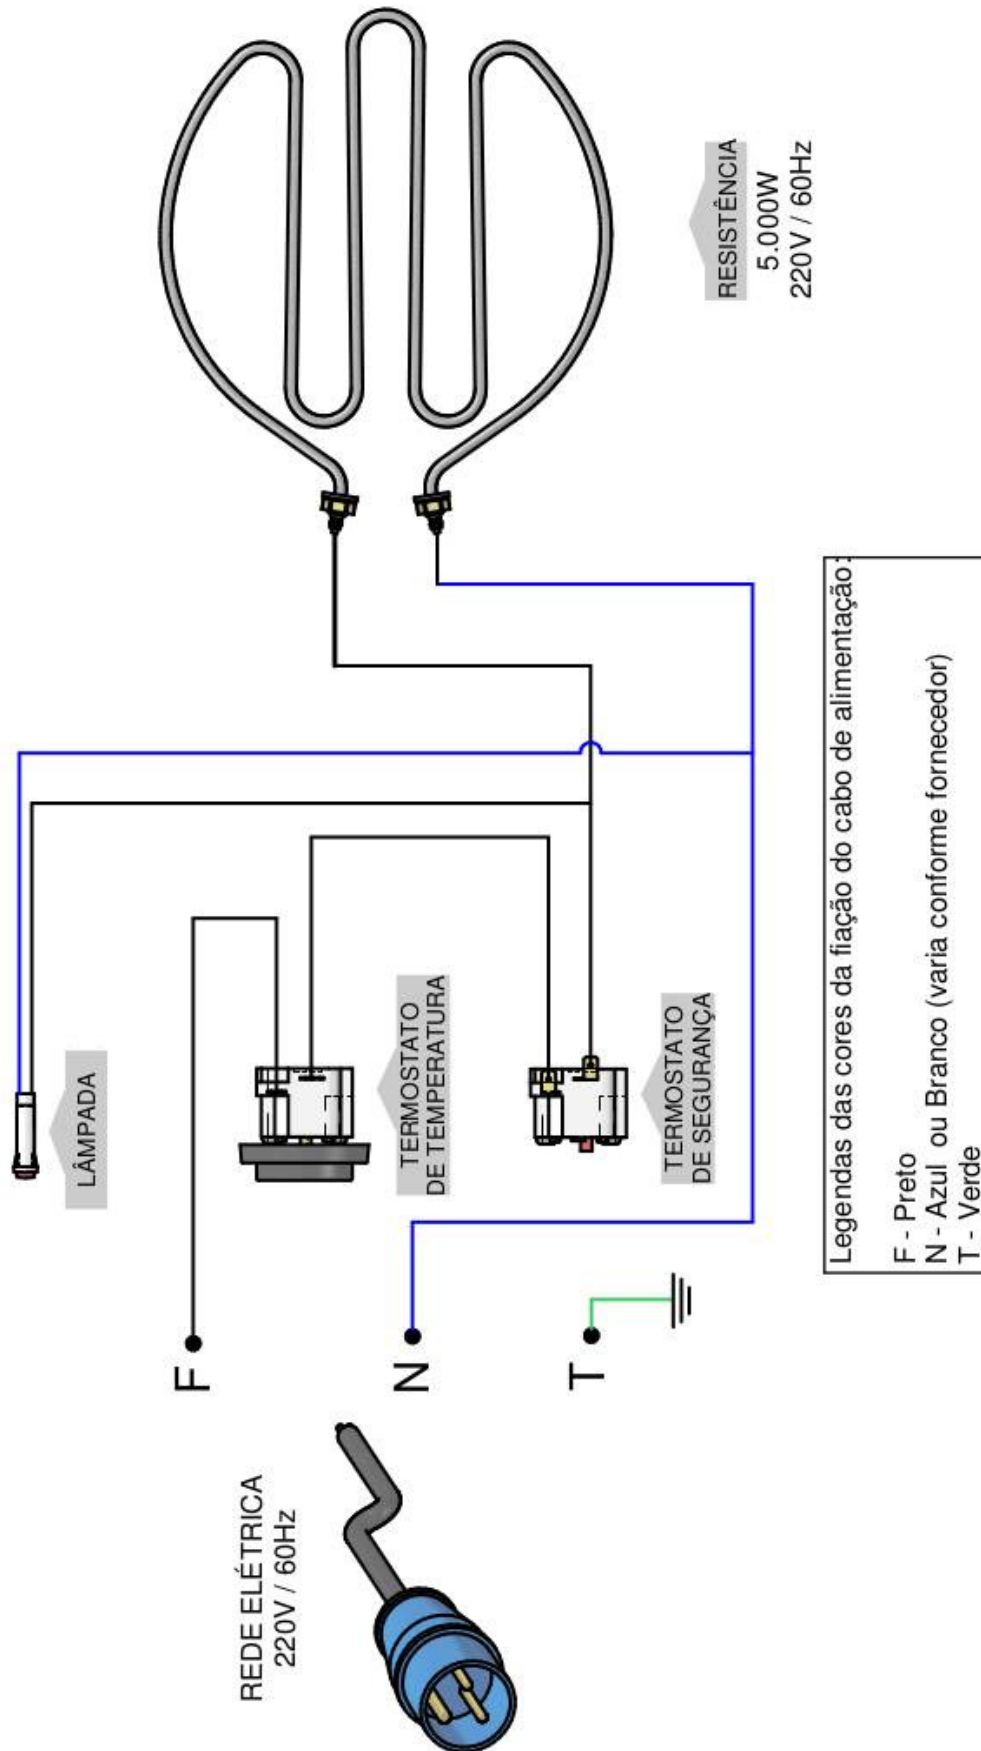 REDE ELÉTRICA
220V / 60Hz
F
N
T
LÂMPADA
TERMOSTATO
DE TEMPERATURA
TERMOSTATO
DE SEGURANÇA
RESISTÊNCIA
5.000W
220V / 60Hz
Legendas das cores da fiação do cabo de alimentação:
F - Preto
N - Azul ou Branco (varia conforme fornecedor)
T - Verde